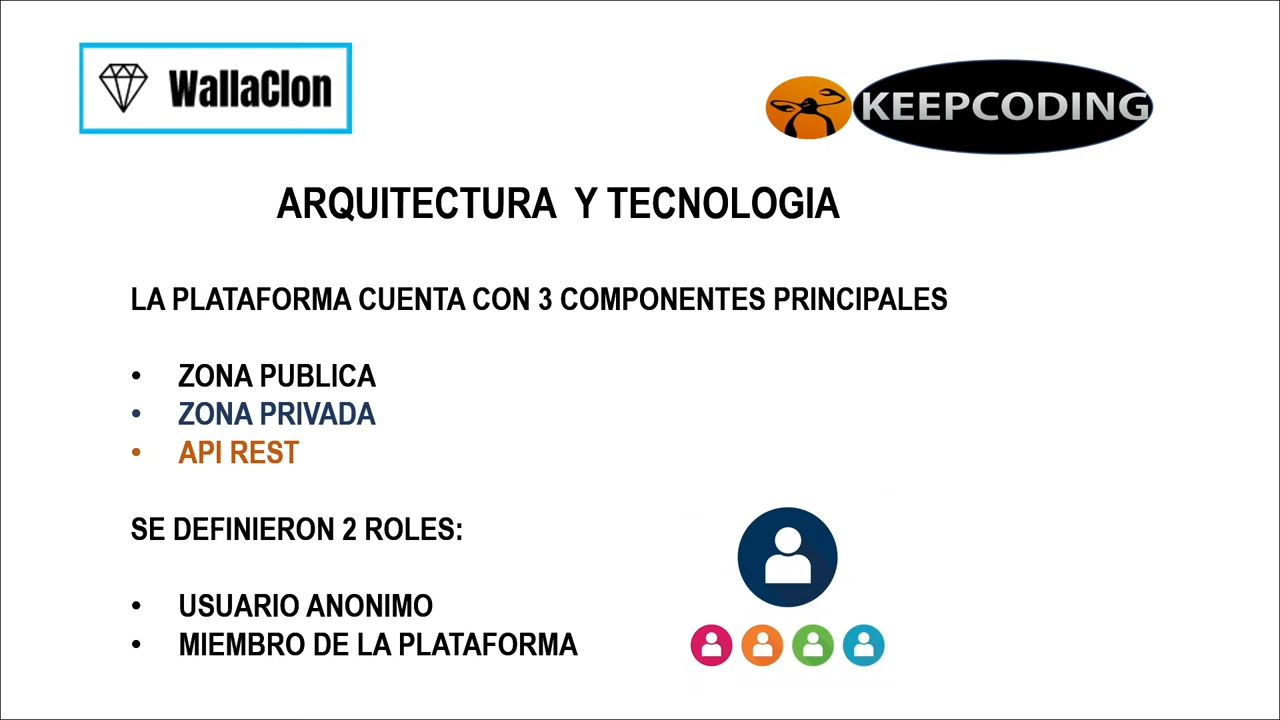 WallaClon
KEEPCODING
ARQUITECTURA Y TECNOLOGIA
LA PLATAFORMA CUENTA CON 3 COMPONENTES PRINCIPALES
• ZONA PUBLICA
• ZONA PRIVADA
• API REST
SE DEFINIERON 2 ROLES:
• USUARIO ANONIMO
• MIEMBRO DE LA PLATAFORMA